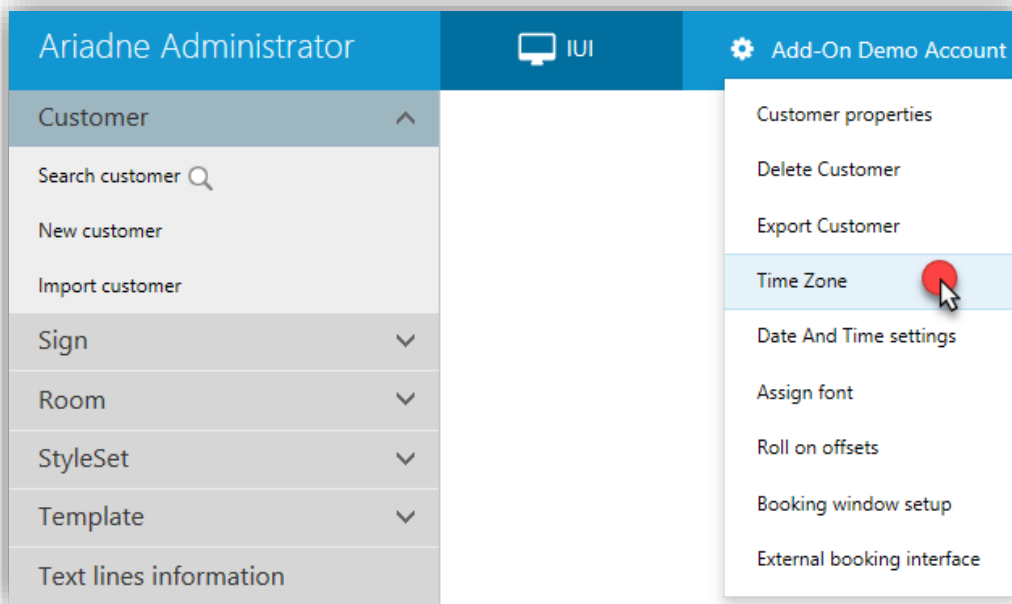 Ariadne Administrator
IUI
Add-On Demo Account
Customer
Search customer
New customer
Import customer
Sign
Room
StyleSet
Template
Text lines information
Customer properties
Delete Customer
Export Customer
Time Zone
Date And Time settings
Assign font
Roll on offsets
Booking window setup
External booking interface